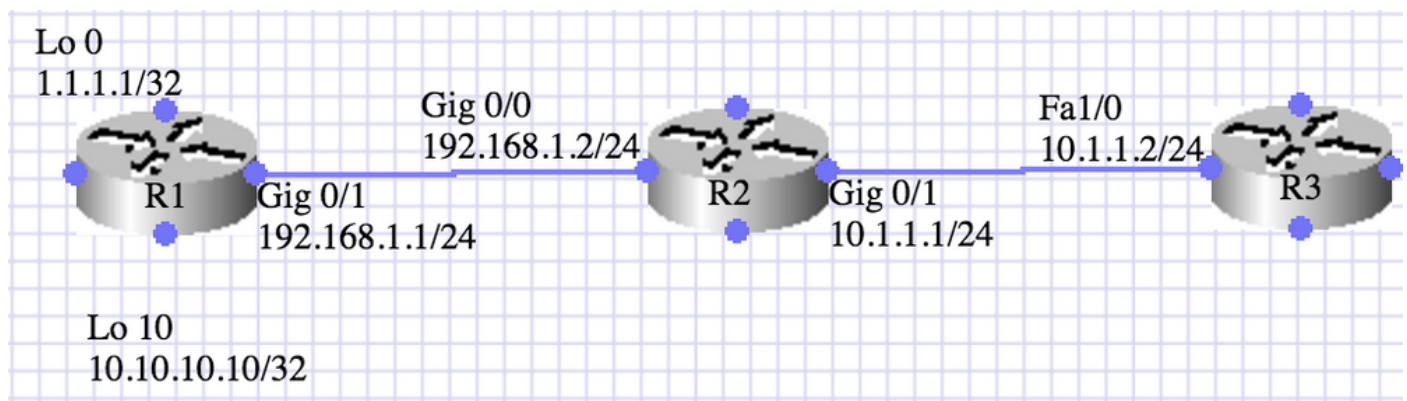 Lo 0
1.1.1.1/32
Gig 0/0
192.168.1.2/24
Fa1/0
10.1.1.2/24
R1
R2
R3
Gig 0/1
192.168.1.1/24
Gig 0/1
10.1.1.1/24
Lo 10
10.10.10.10/32